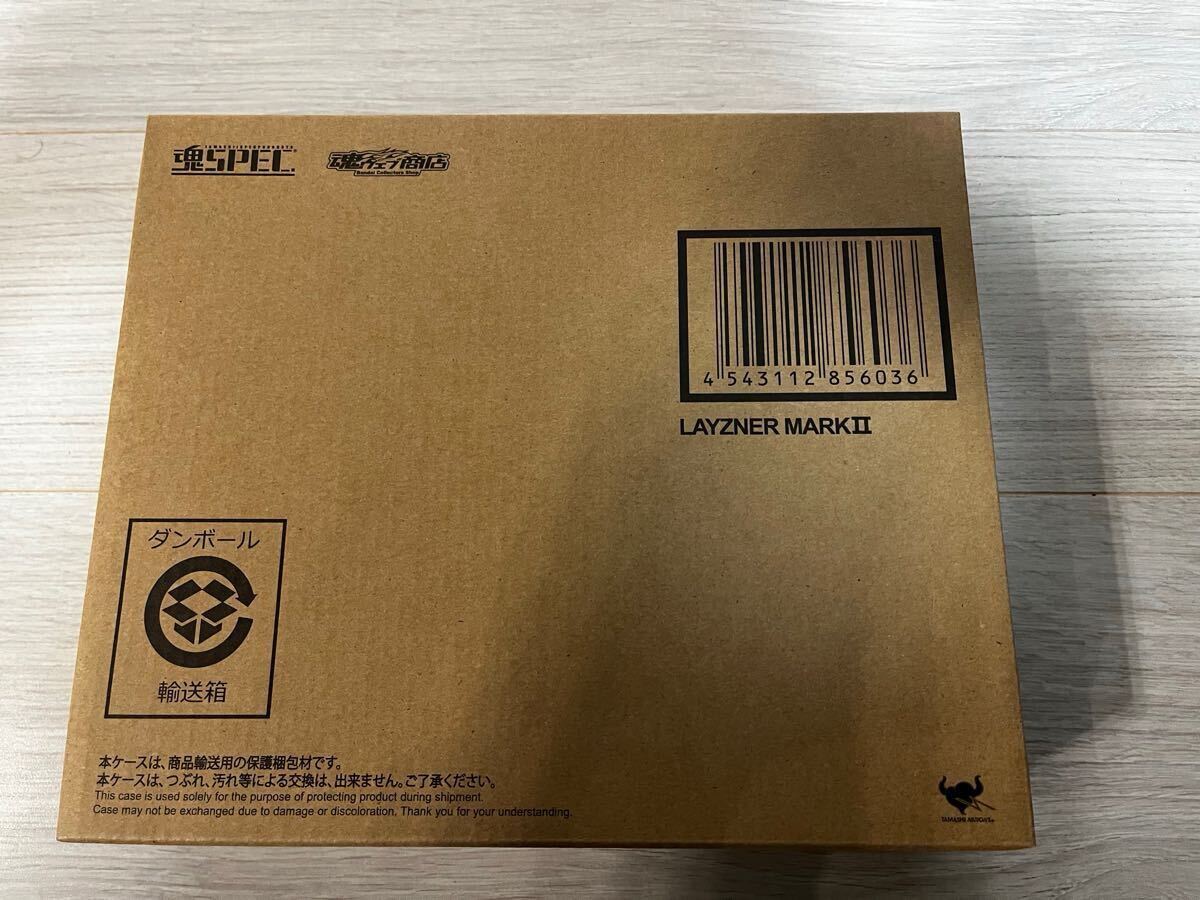 魂SPEC
魂ウェブ商店
Bandai Collectors Shop
4 543112 856036
LAYZNER MARKⅡ
ダンボール
輸送箱
本ケースは、商品輸送用の保護梱包材です。
本ケースは、つぶれ、汚れ等による交換は、出来ません。ご了承ください。
This case is used solely for the purpose of protecting product during shipment.
Case may not be exchanged due to damage or discoloration. Thank you for your understanding.
TAMASHII NATIONS